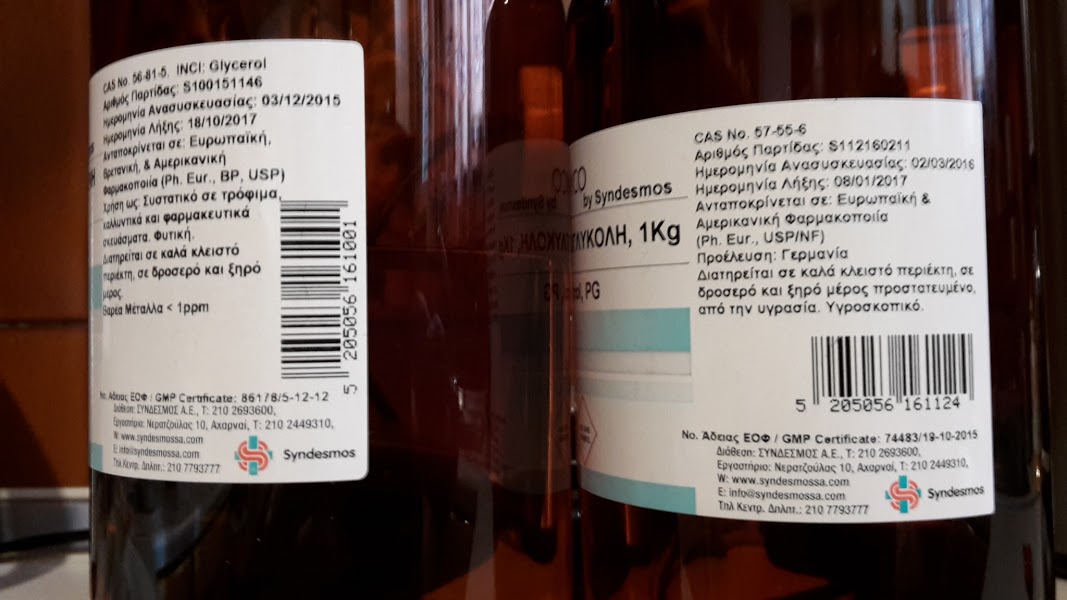 CAS No. 56-81-5. INCI: Glycerol
Αριθμός Παρτίδας: S100151146
Ημερομηνία Ανασυσκευασίας: 03/12/2015
Ημερομηνία Λήξης: 18/10/2017
Ανταποκρίνεται σε: Ευρωπαϊκή,
Βρετανική, & Αμερικανική
Φαρμακοποιία (Ph. Eur., BP, USP)
Χρήση ως: Συστατικό σε τρόφιμα,
καλλυντικά και φαρμακευτικά
σκευάσματα. Φυτική.
Διατηρείται σε καλά κλειστό
περιέκτη, σε δροσερό και ξηρό
μέρος.
Βαρέα Μέταλλα < 1ppm
5 205056 161001
Νο. Άδειας ΕΟΦ / GMP Certificate: 86178/5-12-12
Διάθεση: ΣΥΝΔΕΣΜΟΣ Α.Ε., Τ: 210 2693600,
Εργαστήριο: Νερατζούλας 10, Αχαρναί, Τ: 210 2449310,
W: www.syndesmossa.com
E: info@syndesmossa.com
Τηλ Κεντρ. Δηλητ.: 210 7793777
Syndesmos
by Syndesmos
ΓΛΥΚΟΛΗ, 1Kg
PG
CAS No. 57-55-6
Αριθμός Παρτίδας: S112160211
Ημερομηνία Ανασυσκευασίας: 02/03/2016
Ημερομηνία Λήξης: 08/01/2017
Ανταποκρίνεται σε: Ευρωπαϊκή &
Αμερικανική Φαρμακοποιία
(Ph. Eur., USP/NF)
Προέλευση: Γερμανία
Διατηρείται σε καλά κλειστό περιέκτη, σε
δροσερό και ξηρό μέρος προστατευμένο,
από την υγρασία. Υγροσκοπικό.
5 205056 161124
Νο. Άδειας ΕΟΦ / GMP Certificate: 74483/19-10-2015
Διάθεση: ΣΥΝΔΕΣΜΟΣ Α.Ε., Τ: 210 2693600,
Εργαστήριο: Νερατζούλας 10, Αχαρναί, Τ: 210 2449310,
W: www.syndesmossa.com
E: info@syndesmossa.com
Τηλ Κεντρ. Δηλητ.: 210 7793777
Syndesmos